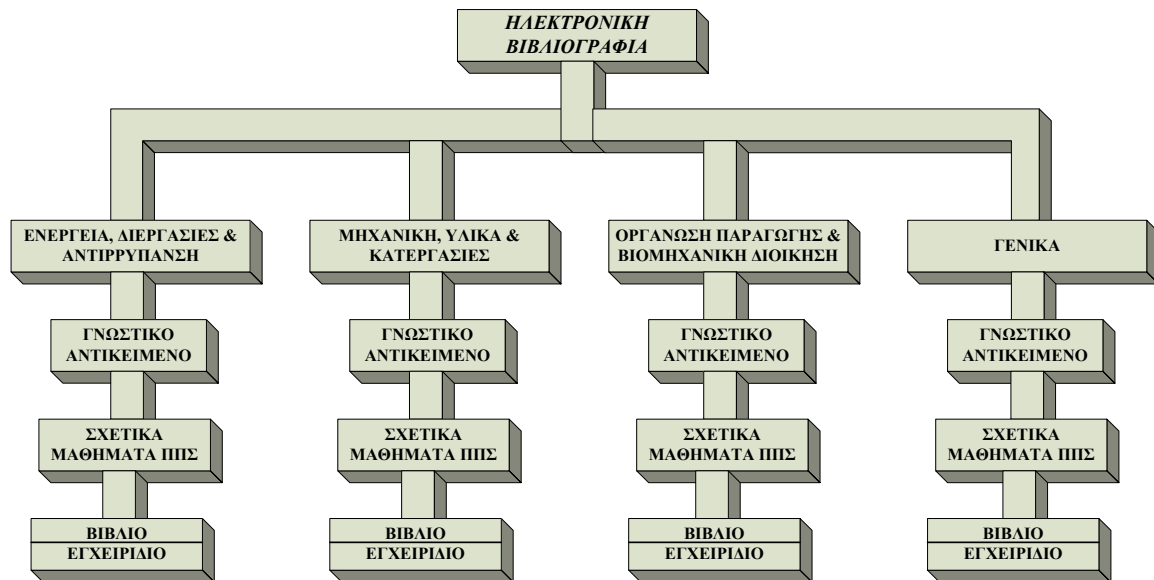 ΗΛΕΚΤΡΟΝΙΚΗ
ΒΙΒΛΙΟΓΡΑΦΙΑ
ΕΝΕΡΓΕΙΑ, ΔΙΕΡΓΑΣΙΕΣ &
ΑΝΤΙΡΡΥΠΑΝΣΗ
ΜΗΧΑΝΙΚΗ, ΥΛΙΚΑ &
ΚΑΤΕΡΓΑΣΙΕΣ
ΟΡΓΑΝΩΣΗ ΠΑΡΑΓΩΓΗΣ &
ΒΙΟΜΗΧΑΝΙΚΗ ΔΙΟΙΚΗΣΗ
ΓΕΝΙΚΑ
ΓΝΩΣΤΙΚΟ
ΑΝΤΙΚΕΙΜΕΝΟ
ΓΝΩΣΤΙΚΟ
ΑΝΤΙΚΕΙΜΕΝΟ
ΓΝΩΣΤΙΚΟ
ΑΝΤΙΚΕΙΜΕΝΟ
ΓΝΩΣΤΙΚΟ
ΑΝΤΙΚΕΙΜΕΝΟ
ΣΧΕΤΙΚΑ
ΜΑΘΗΜΑΤΑ ΠΠΣ
ΣΧΕΤΙΚΑ
ΜΑΘΗΜΑΤΑ ΠΠΣ
ΣΧΕΤΙΚΑ
ΜΑΘΗΜΑΤΑ ΠΠΣ
ΣΧΕΤΙΚΑ
ΜΑΘΗΜΑΤΑ ΠΠΣ
ΒΙΒΛΙΟ
ΕΓΧΕΙΡΙΔΙΟ
ΒΙΒΛΙΟ
ΕΓΧΕΙΡΙΔΙΟ
ΒΙΒΛΙΟ
ΕΓΧΕΙΡΙΔΙΟ
ΒΙΒΛΙΟ
ΕΓΧΕΙΡΙΔΙΟ